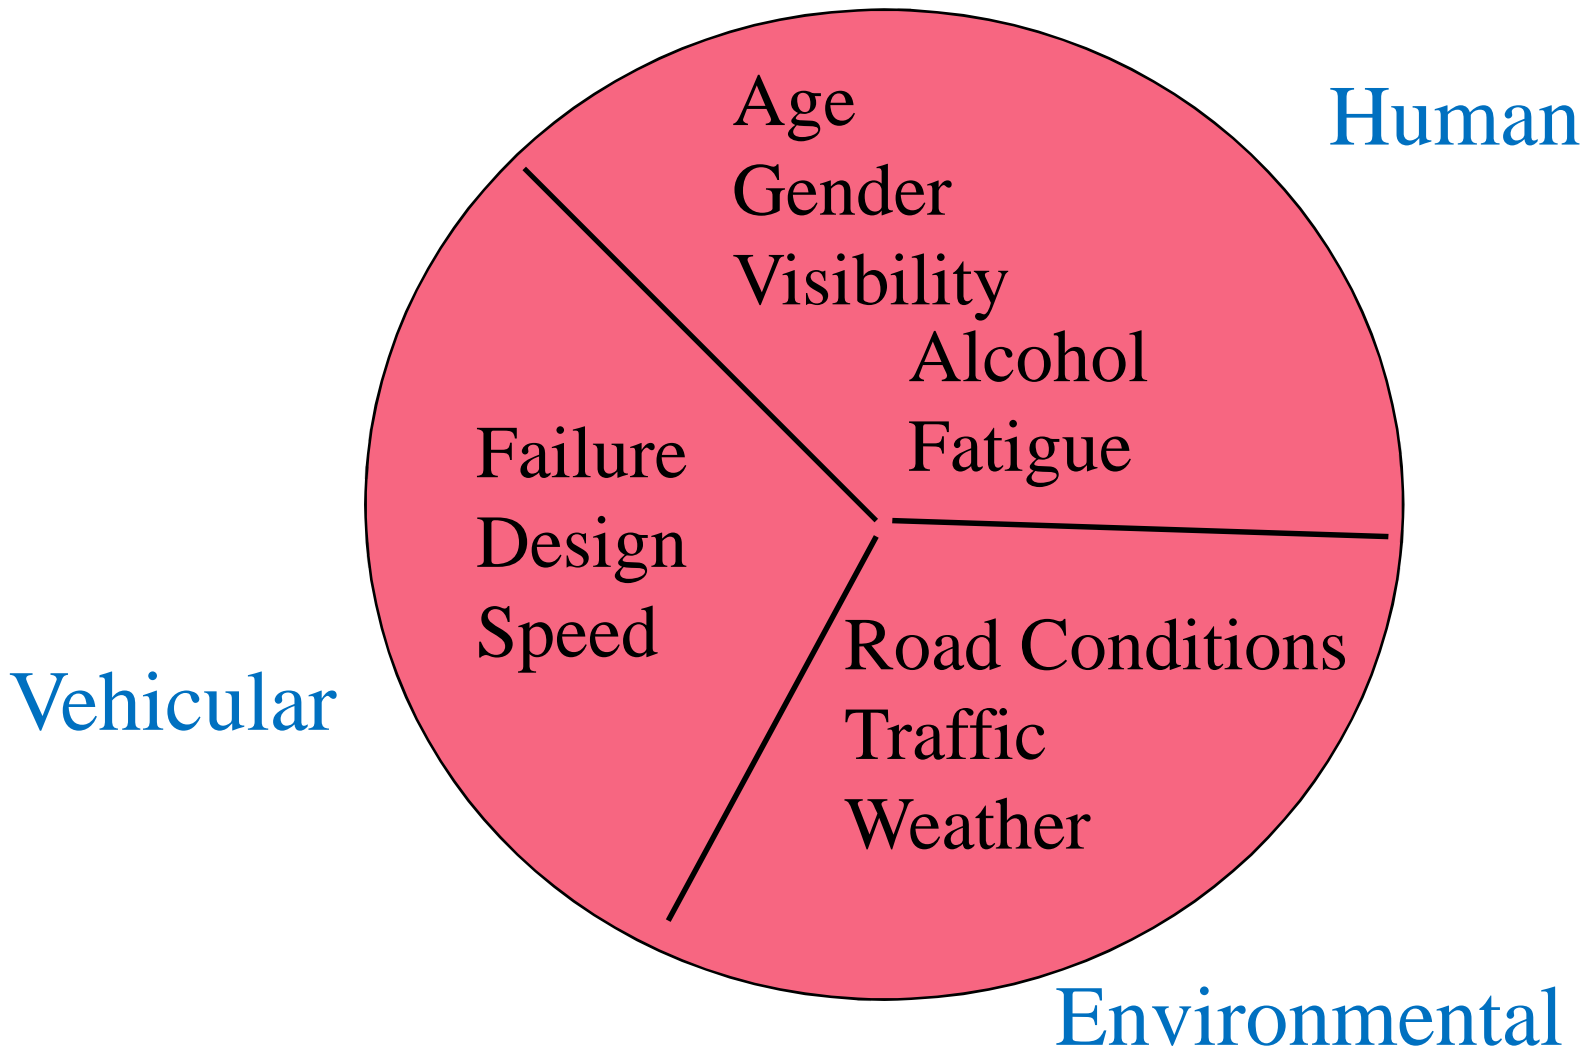 Human
Age
Gender
Visibility
Alcohol
Fatigue
Vehicular
Failure
Design
Speed
Road Conditions
Traffic
Weather
Environmental